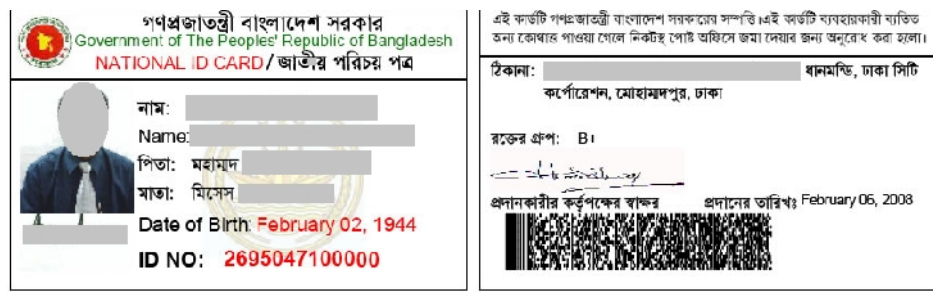 গণপ্রজাতন্ত্রী বাংলাদেশ সরকার
Government of The Peoples' Republic of Bangladesh
NATIONAL ID CARD / জাতীয় পরিচয় পত্র
নাম:
Name:
পিতা: মহাম্মদ
মাতা: মিসেস
Date of Birth: February 02, 1944
ID NO: 2695047100000
এই কার্ডটি গণপ্রজাতন্ত্রী বাংলাদেশ সরকারের সম্পত্তি।এই কার্ডটি ব্যবহারকারী ব্যতিত
অন্য কোথাও পাওয়া গেলে নিকটস্থ পোষ্ট অফিসে জমা দেয়ার জন্য অনুরোধ করা হলো।
ঠিকানা: ধানমন্ডি, ঢাকা সিটি
কর্পোরেশন, মোহাম্মদপুর, ঢাকা
রক্তের গ্রুপ:
প্রদানকারীর কর্তৃপক্ষের স্বাক্ষর প্রদানের তারিখঃ February 06, 2008